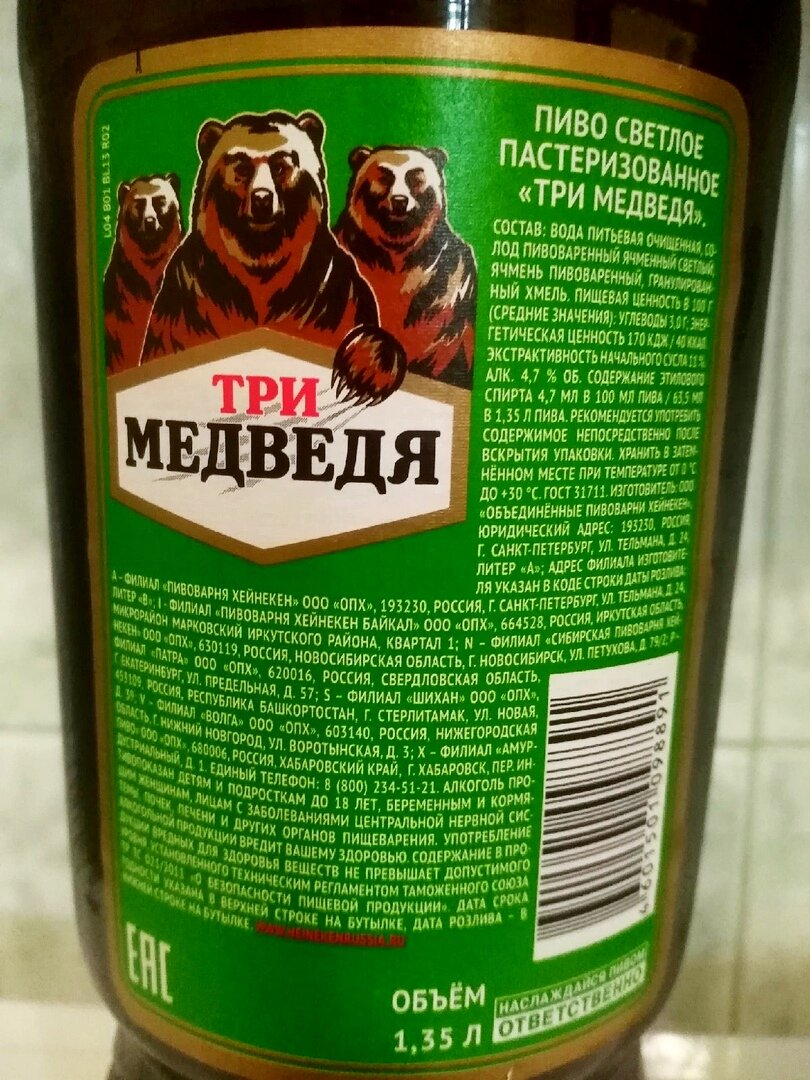 L04 B01 BL13 R02
ТРИ
МЕДВЕДЯ
ПИВО СВЕТЛОЕ
ПАСТЕРИЗОВАННОЕ
«ТРИ МЕДВЕДЯ».
СОСТАВ: ВОДА ПИТЬЕВАЯ ОЧИЩЕННАЯ, СО-
ЛОД ПИВОВАРЕННЫЙ ЯЧМЕННЫЙ СВЕТЛЫЙ,
ЯЧМЕНЬ ПИВОВАРЕННЫЙ, ГРАНУЛИРОВАН-
НЫЙ ХМЕЛЬ. ПИЩЕВАЯ ЦЕННОСТЬ В 100 Г
(СРЕДНИЕ ЗНАЧЕНИЯ): УГЛЕВОДЫ 3,0 Г; ЭНЕР-
ГЕТИЧЕСКАЯ ЦЕННОСТЬ 170 КДЖ / 40 ККАЛ.
ЭКСТРАКТИВНОСТЬ НАЧАЛЬНОГО СУСЛА 11 %.
АЛК. 4,7 % ОБ. СОДЕРЖАНИЕ ЭТИЛОВОГО
СПИРТА 4,7 МЛ В 100 МЛ ПИВА / 63,5 МЛ
В 1,35 Л ПИВА. РЕКОМЕНДУЕТСЯ УПОТРЕБИТЬ
СОДЕРЖИМОЕ НЕПОСРЕДСТВЕННО ПОСЛЕ
ВСКРЫТИЯ УПАКОВКИ. ХРАНИТЬ В ЗАТЕМ-
НЁННОМ МЕСТЕ ПРИ ТЕМПЕРАТУРЕ ОТ 0 °C
ДО +30 °C. ГОСТ 31711. ИЗГОТОВИТЕЛЬ: ООО
«ОБЪЕДИНЁННЫЕ ПИВОВАРНИ ХЕЙНЕКЕН»,
ЮРИДИЧЕСКИЙ АДРЕС: 193230, РОССИЯ,
Г. САНКТ-ПЕТЕРБУРГ, УЛ. ТЕЛЬМАНА, Д. 24,
ЛИТЕР «А»; АДРЕС ФИЛИАЛА ИЗГОТОВИТЕ-
ЛЯ УКАЗАН В КОДЕ СТРОКИ ДАТЫ РОЗЛИВА:
А – ФИЛИАЛ «ПИВОВАРНЯ ХЕЙНЕКЕН» ООО «ОПХ», 193230, РОССИЯ, Г. САНКТ-ПЕТЕРБУРГ, УЛ. ТЕЛЬМАНА, Д. 24,
ЛИТЕР «В»; I – ФИЛИАЛ «ПИВОВАРНЯ ХЕЙНЕКЕН БАЙКАЛ» ООО «ОПХ», 664528, РОССИЯ, ИРКУТСКАЯ ОБЛАСТЬ,
МИКРОРАЙОН МАРКОВСКИЙ ИРКУТСКОГО РАЙОНА, КВАРТАЛ 1; N – ФИЛИАЛ «СИБИРСКАЯ ПИВОВАРНЯ ХЕЙ-
НЕКЕН» ООО «ОПХ», 630119, РОССИЯ, НОВОСИБИРСКАЯ ОБЛАСТЬ, Г. НОВОСИБИРСК, УЛ. ПЕТУХОВА, Д. 79/2; P –
ФИЛИАЛ «ПАТРА» ООО «ОПХ», 620016, РОССИЯ, СВЕРДЛОВСКАЯ ОБЛАСТЬ,
Г. ЕКАТЕРИНБУРГ, УЛ. ПРЕДЕЛЬНАЯ, Д. 57; S – ФИЛИАЛ «ШИХАН» ООО «ОПХ»,
453109, РОССИЯ, РЕСПУБЛИКА БАШКОРТОСТАН, Г. СТЕРЛИТАМАК, УЛ. НОВАЯ,
Д. 39; V – ФИЛИАЛ «ВОЛГА» ООО «ОПХ», 603140, РОССИЯ, НИЖЕГОРОДСКАЯ
ОБЛАСТЬ, Г. НИЖНИЙ НОВГОРОД, УЛ. ВОРОТЫНСКАЯ, Д. 3; X – ФИЛИАЛ «АМУР-
ПИВО» ООО «ОПХ», 680006, РОССИЯ, ХАБАРОВСКИЙ КРАЙ, Г. ХАБАРОВСК, ПЕР. ИН-
ДУСТРИАЛЬНЫЙ, Д. 1. ЕДИНЫЙ ТЕЛЕФОН: 8 (800) 234-51-21. АЛКОГОЛЬ ПРО-
ТИВОПОКАЗАН ДЕТЯМ И ПОДРОСТКАМ ДО 18 ЛЕТ, БЕРЕМЕННЫМ И КОРМЯ-
ЩИМ ЖЕНЩИНАМ, ЛИЦАМ С ЗАБОЛЕВАНИЯМИ ЦЕНТРАЛЬНОЙ НЕРВНОЙ СИС-
ТЕМЫ, ПОЧЕК, ПЕЧЕНИ И ДРУГИХ ОРГАНОВ ПИЩЕВАРЕНИЯ. УПОТРЕБЛЕНИЕ
АЛКОГОЛЬНОЙ ПРОДУКЦИИ ВРЕДИТ ВАШЕМУ ЗДОРОВЬЮ. СОДЕРЖАНИЕ В ПРО-
ДУКЦИИ ВРЕДНЫХ ДЛЯ ЗДОРОВЬЯ ВЕЩЕСТВ НЕ ПРЕВЫШАЕТ ДОПУСТИМОГО
УРОВНЯ, УСТАНОВЛЕННОГО ТЕХНИЧЕСКИМ РЕГЛАМЕНТОМ ТАМОЖЕННОГО СОЮЗА
ТР ТС 021/2011 «О БЕЗОПАСНОСТИ ПИЩЕВОЙ ПРОДУКЦИИ». ДАТА СРОКА
ГОДНОСТИ УКАЗАНА В ВЕРХНЕЙ СТРОКЕ НА БУТЫЛКЕ, ДАТА РОЗЛИВА – В
НИЖНЕЙ СТРОКЕ НА БУТЫЛКЕ. WWW.HEINEKENRUSSIA.RU
4601501098891
EAC
ОБЪЁМ
1,35 Л
НАСЛАЖДАЙСЯ ПИВОМ
ОТВЕТСТВЕННО